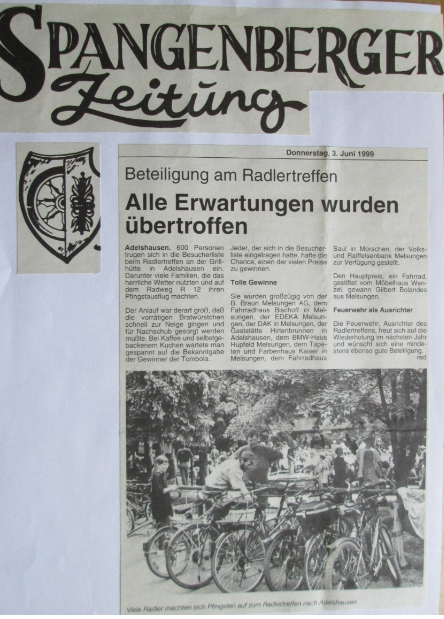 SPANGENBERGER
Zeitung
Donnerstag, 3. Juni 1999
Beteiligung am Radlertreffen
Alle Erwartungen wurden
übertroffen
Adelshausen. 600 Personen
trugen sich in die Besucherliste
beim Radlertreffen an der Grill-
hütte in Adelshausen ein.
Darunter viele Familien, die das
herrliche Wetter nutzten und auf
dem Radweg R 12 ihren
Pfingstausflug machten.
Der Anlauf war derart groß, daß
die vorrätigen Bratwürstchen
schnell zur Neige gingen und
für Nachschub gesorgt werden
mußte. Bei Kaffee und selbstge-
backenem Kuchen wartete man
gespannt auf die Bekanntgabe
der Gewinner der Tombola.
Jeder, der sich in die Besucher-
liste eingetragen hatte, hatte die
Chance, einen der vielen Preise
zu gewinnen.
Tolle Gewinne
Sie wurden großzügig von der
B. Braun Melsungen AG, dem
Fahrradhaus Bischoff in Mel-
sungen, der EDEKA Melsun-
gen, der DAK in Melsungen, der
Gaststätte Hirtenbrunnen in
Adelshausen, dem BMW-Haus
Hupfeld Melsungen, dem Tape-
ten und Farbenhaus Kaiser in
Melsungen, dem Fahrradhaus
Saul in Morschen, der Volks-
und Raiffeisenbank Melsungen
zur Verfügung gestellt.
Den Hauptpreis, ein Fahrrad,
gestiftet vom Möbelhaus Wen-
zel, gewann Gilbert Bolandes
aus Melsungen.
Feuerwehr als Ausrichter
Die Feuerwehr, Ausrichter des
Radlertreffens, freut sich auf die
Wiederholung im nächsten Jahr
und wünscht sich eine minde-
stens ebenso gute Beteiligung.
red
Viele Radler machten sich Pfingsten auf zum Radlertreffen nach Adelshausen